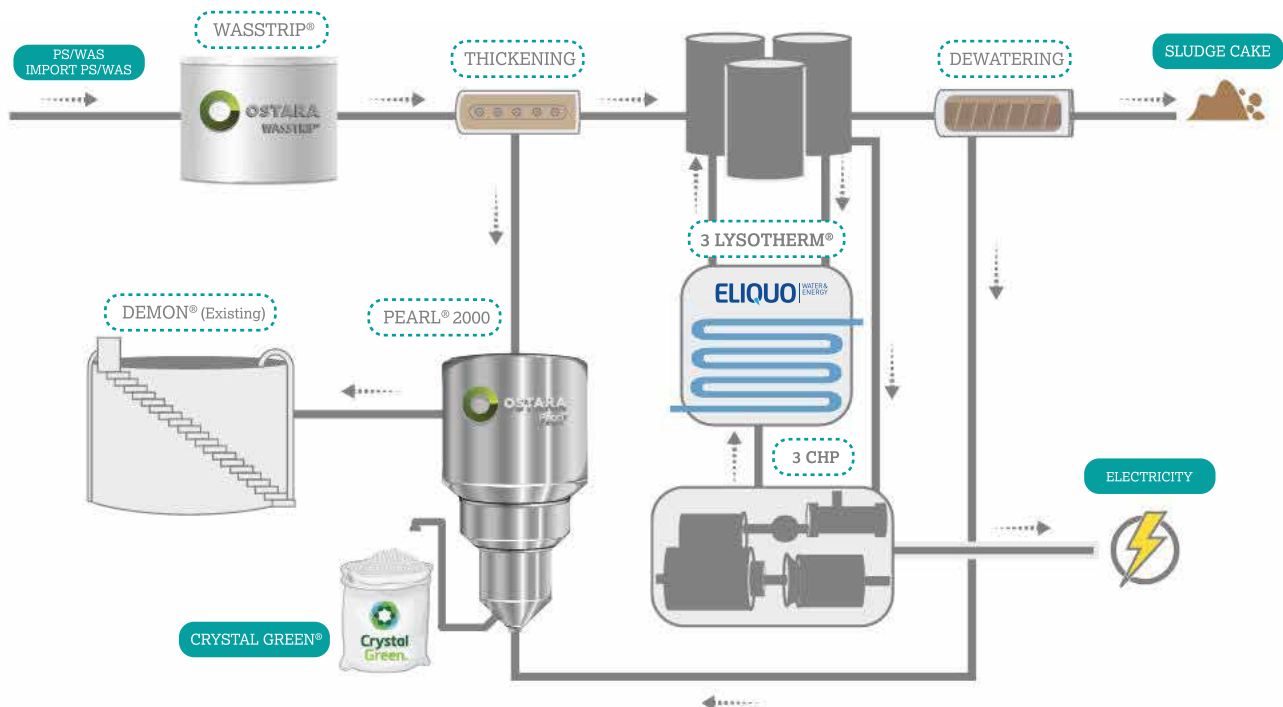 WASSTRIP®
PS/WAS
IMPORT PS/WAS
THICKENING
DEWATERING
SLUDGE CAKE
OSTARA
WASSTRIP®
3 LYSOTHERM®
ELIQUO WATER & ENERGY
DEMON® (Existing)
PEARL® 2000
OSTARA
Pearl
3 CHP
ELECTRICITY
CRYSTAL GREEN®
Crystal
Green.